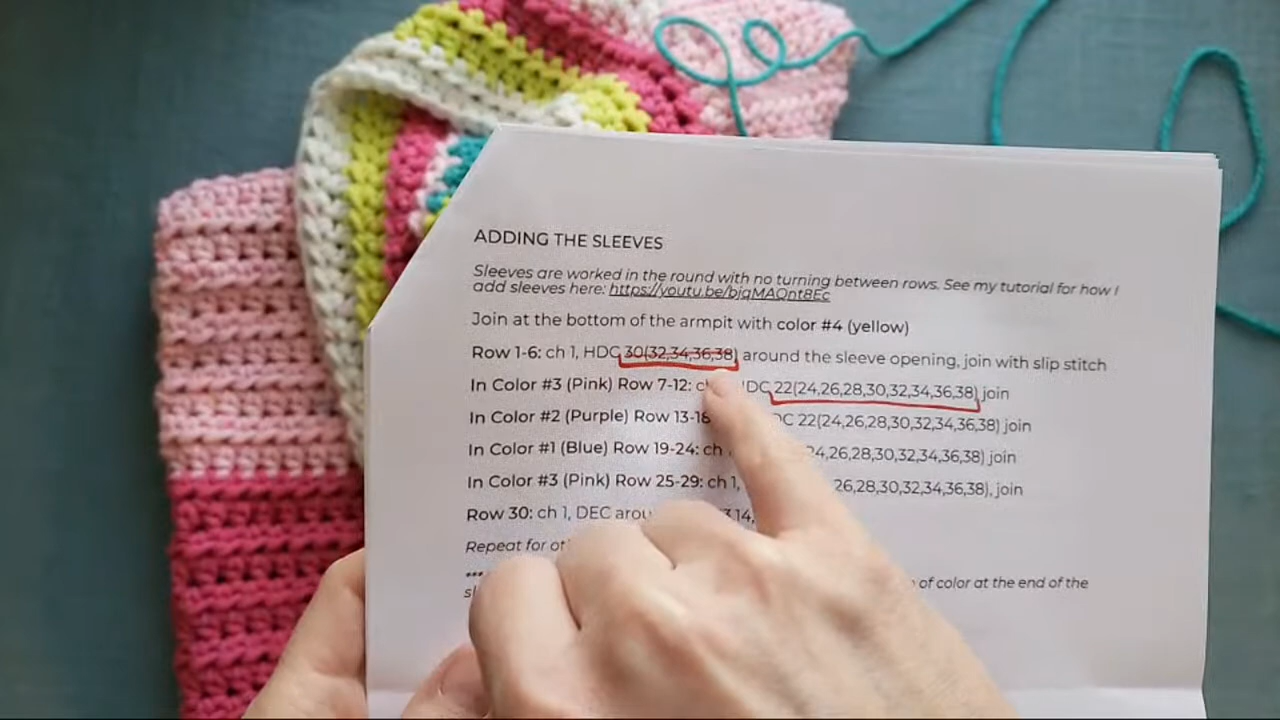 ADDING THE SLEEVES
Sleeves are worked in the round with no turning between rows. See my tutorial for how I
add sleeves here: https://youtu.be/bjqMAOnt8Ec
Join at the bottom of the armpit with color #4 (yellow)
Row 1-6: ch 1, HDC 30(32,34,36,38) around the sleeve opening, join with slip stitch
In Color #3 (Pink) Row 7-12: 22(24,26,28,30,32,34,36,38) join
In Color #2 (Purple) Row 22(24,26,28,30,32,34,36,38) join
In Color #1 (Blue) Row 19-24: ch 24,26,28,30,32,34,36,38) join
In Color #3 (Pink) Row 25-29: ch 1, 26,28,30,32,34,36,38), join
Row 30: ch 1, DEC 14,
Repeat for
of color at the end of the